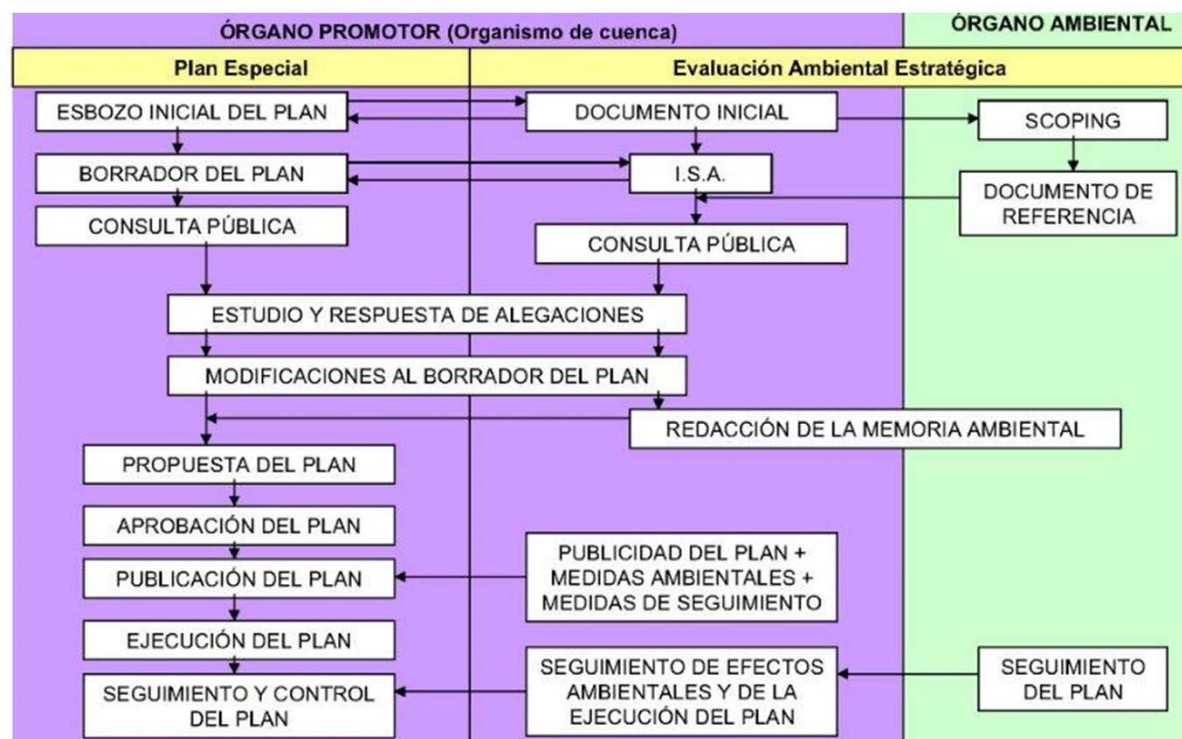 ÓRGANO PROMOTOR (Organismo de cuenca)
ÓRGANO AMBIENTAL
Plan Especial
Evaluación Ambiental Estratégica
ESBOZO INICIAL DEL PLAN
DOCUMENTO INICIAL
SCOPING
BORRADOR DEL PLAN
I.S.A.
DOCUMENTO DE
REFERENCIA
CONSULTA PÚBLICA
CONSULTA PÚBLICA
ESTUDIO Y RESPUESTA DE ALEGACIONES
MODIFICACIONES AL BORRADOR DEL PLAN
REDACCIÓN DE LA MEMORIA AMBIENTAL
PROPUESTA DEL PLAN
APROBACIÓN DEL PLAN
PUBLICACIÓN DEL PLAN
PUBLICIDAD DEL PLAN +
MEDIDAS AMBIENTALES +
MEDIDAS DE SEGUIMIENTO
EJECUCIÓN DEL PLAN
SEGUIMIENTO Y CONTROL
DEL PLAN
SEGUIMIENTO DE EFECTOS
AMBIENTALES Y DE LA
EJECUCIÓN DEL PLAN
SEGUIMIENTO
DEL PLAN